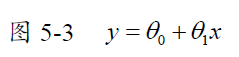 图 5-3 y = θ₀ + θ₁x